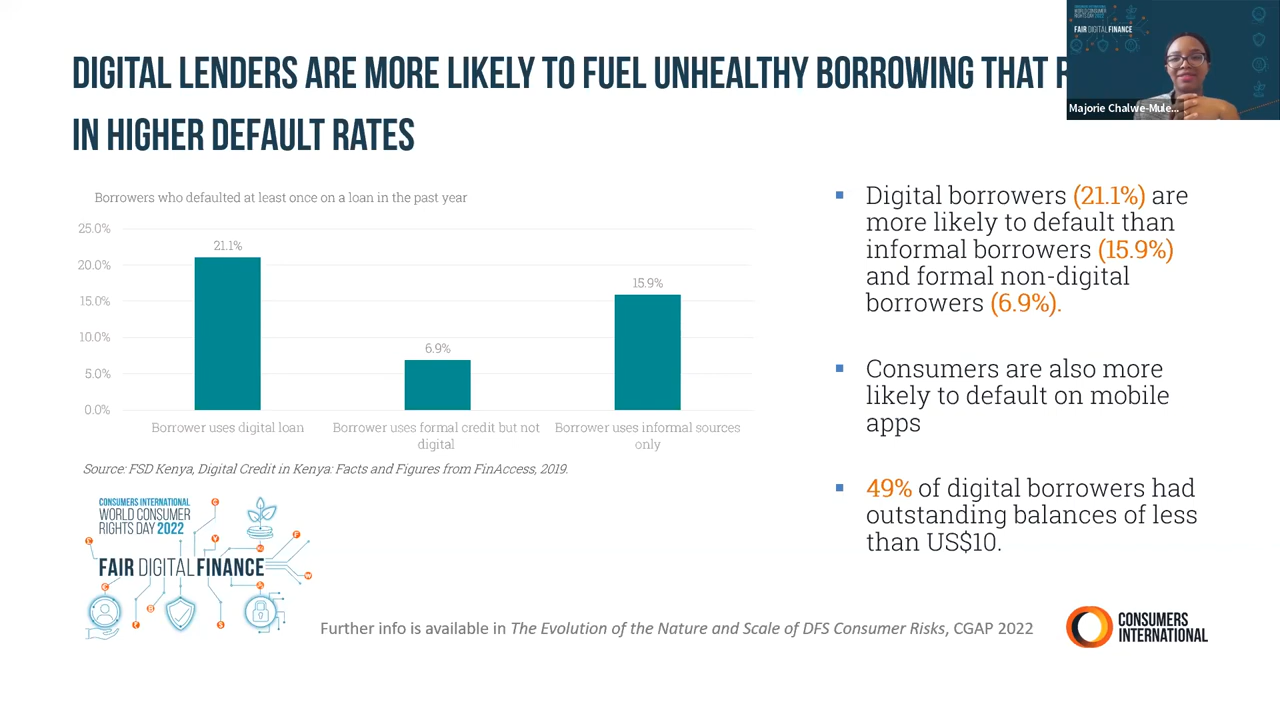 CONSUMERS INTERNATIONAL
WORLD CONSUMER
RIGHTS DAY 2022
FAIR DIGITAL FINANCE
Majorie Chalwe-Mule...
DIGITAL LENDERS ARE MORE LIKELY TO FUEL UNHEALTHY BORROWING THAT
IN HIGHER DEFAULT RATES
Borrowers who defaulted at least once on a loan in the past year
25.0%
20.0%
15.0%
10.0%
5.0%
0.0%
21.1%
6.9%
15.9%
Borrower uses digital loan
Borrower uses formal credit but not
digital
Borrower uses informal sources
only
Source: FSD Kenya, Digital Credit in Kenya: Facts and Figures from FinAccess, 2019.
Digital borrowers (21.1%) are
more likely to default than
informal borrowers (15.9%)
and formal non-digital
borrowers (6.9%).
Consumers are also more
likely to default on mobile
apps
49% of digital borrowers had
outstanding balances of less
than US$10.
CONSUMERS INTERNATIONAL
WORLD CONSUMER
RIGHTS DAY 2022
FAIR DIGITAL FINANCE
Further info is available in The Evolution of the Nature and Scale of DFS Consumer Risks, CGAP 2022
CONSUMERS
INTERNATIONAL